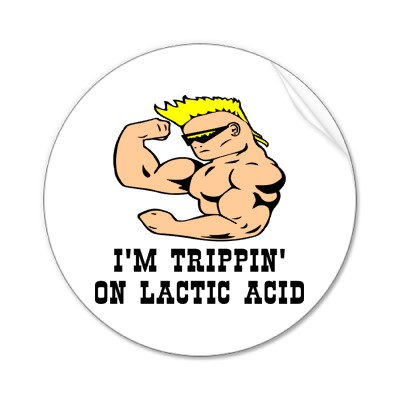 I'M TRIPPIN'
ON LACTIC ACID